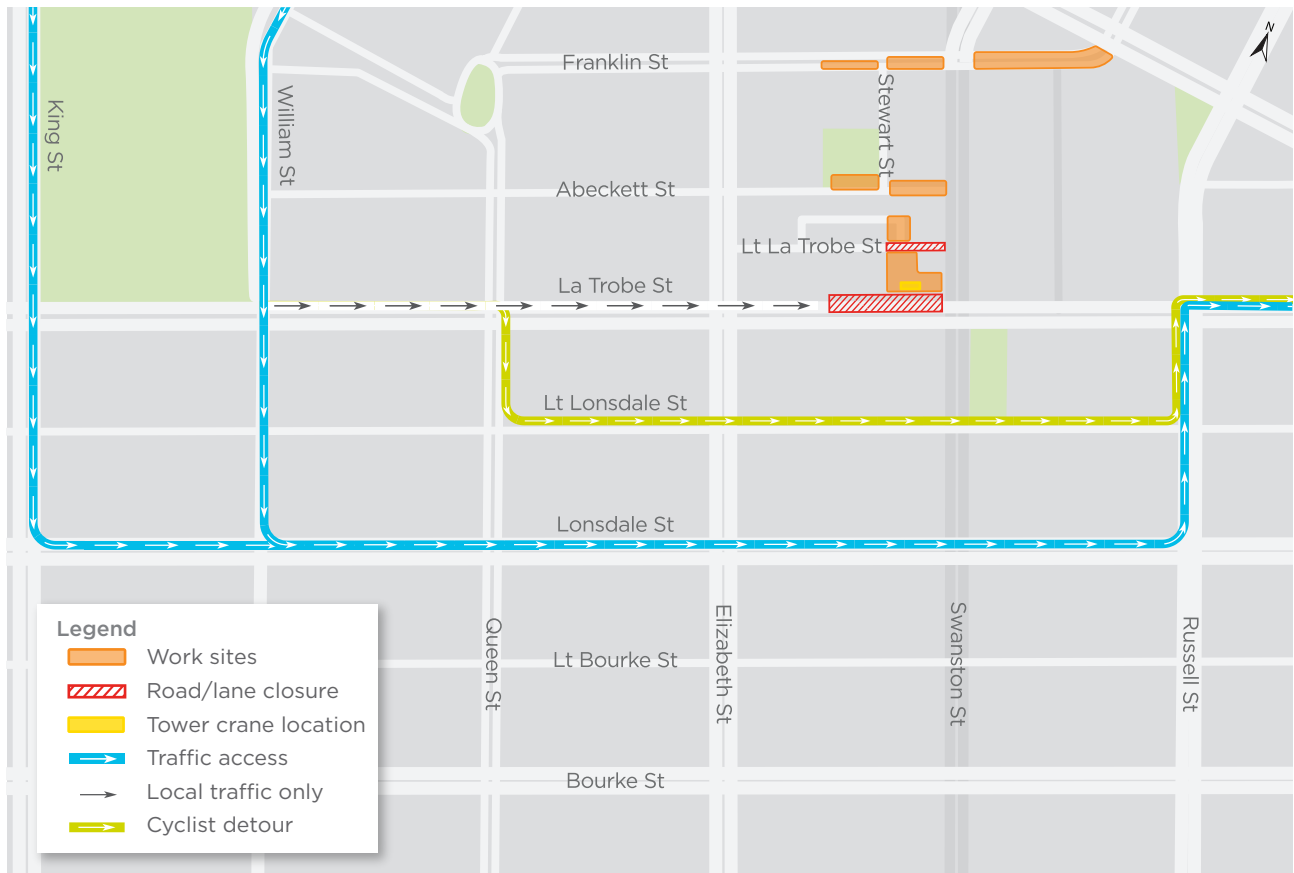 N
Franklin St
King St
William St
Stewart St
Abeckett St
Lt La Trobe St
La Trobe St
Lt Lonsdale St
Lonsdale St
Queen St
Elizabeth St
Swanston St
Russell St
Lt Bourke St
Bourke St
Legend
Work sites
Road/lane closure
Tower crane location
Traffic access
Local traffic only
Cyclist detour